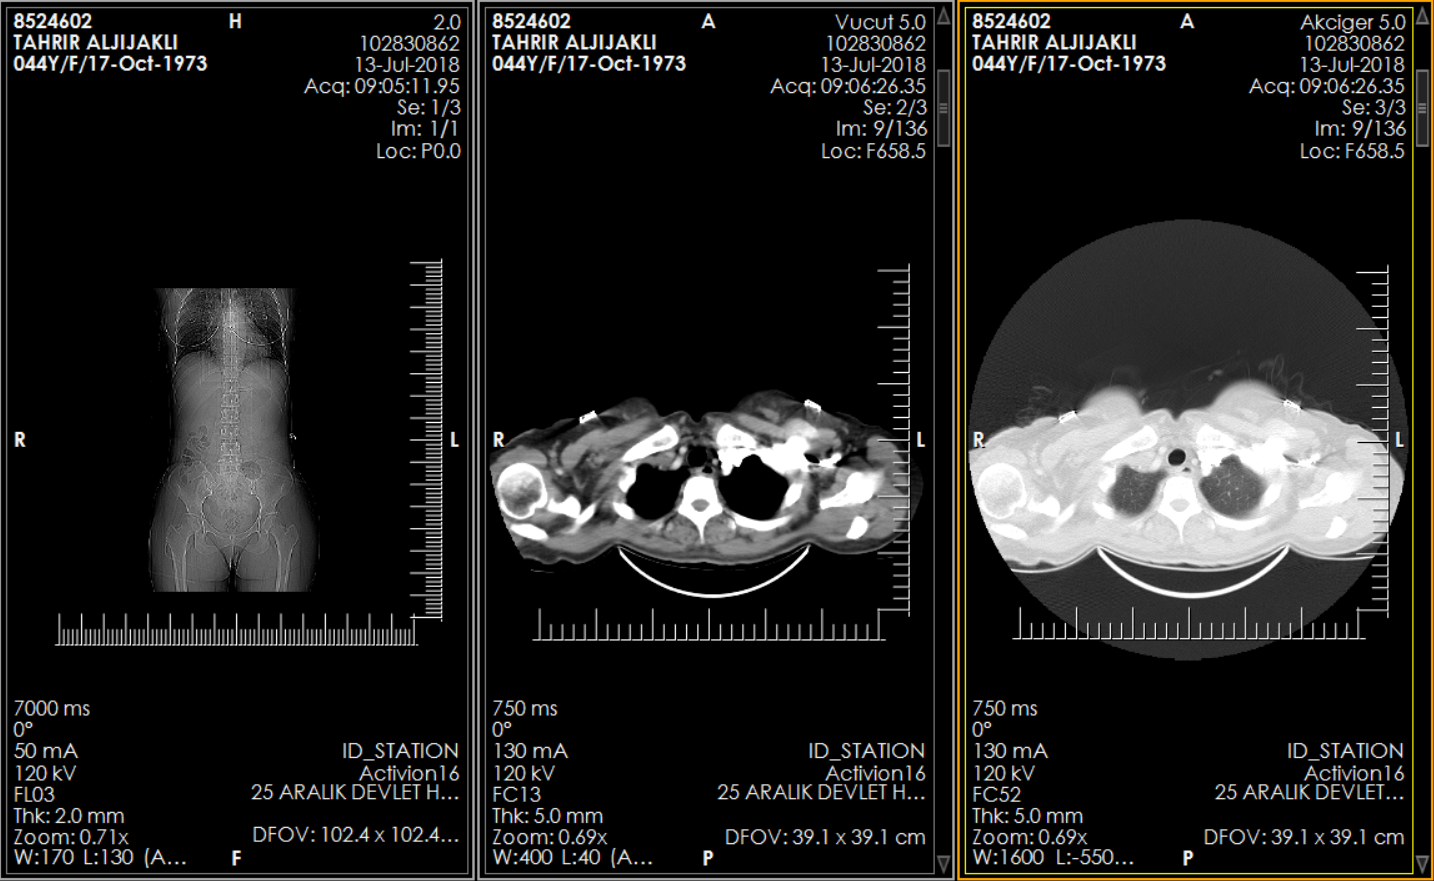 8524602
H
2.0
TAHRIR ALJIJAKLI
102830862
044Y/F/17-Oct-1973
13-Jul-2018
Acq: 09:05:11.95
Se: 1/3
Im: 1/1
Loc: P0.0
R
L
7000 ms
0°
50 mA
ID_STATION
120 kV
Activion16
FL03
25 ARALIK DEVLET H...
Thk: 2.0 mm
Zoom: 0.71x
DFOV: 102.4 x 102.4...
W:170 L:130 (A...
F
8524602
A
Vucut 5.0
TAHRIR ALJIJAKLI
102830862
044Y/F/17-Oct-1973
13-Jul-2018
Acq: 09:06:26.35
Se: 2/3
Im: 9/136
Loc: F658.5
R
L
750 ms
0°
130 mA
ID_STATION
120 kV
Activion16
FC13
25 ARALIK DEVLET H...
Thk: 5.0 mm
Zoom: 0.69x
DFOV: 39.1 x 39.1 cm
W:400 L:40 (A...
P
8524602
A
Akciger 5.0
TAHRIR ALJIJAKLI
102830862
044Y/F/17-Oct-1973
13-Jul-2018
Acq: 09:06:26.35
Se: 3/3
Im: 9/136
Loc: F658.5
R
L
750 ms
0°
130 mA
ID_STATION
120 kV
Activion16
FC52
25 ARALIK DEVLET...
Thk: 5.0 mm
Zoom: 0.69x
DFOV: 39.1 x 39.1 cm
W:1600 L:-550...
P